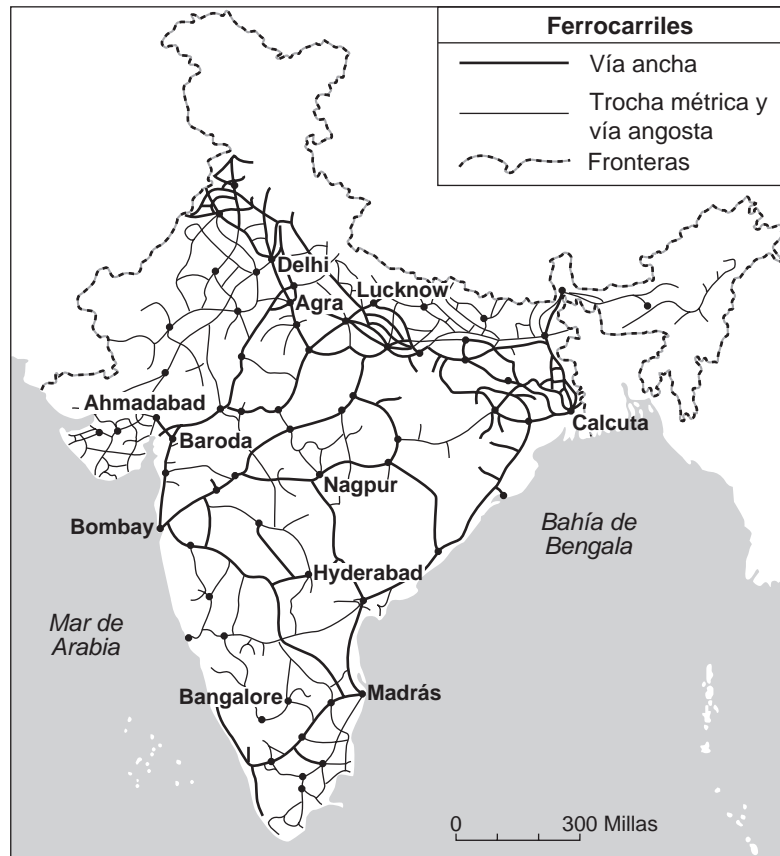 Ferrocarriles
Vía ancha
Trocha métrica y
vía angosta
Fronteras
Delhi
Agra
Lucknow
Ahmadabad
Baroda
Calcuta
Nagpur
Bombay
Bahía de
Bengala
Hyderabad
Mar de
Arabia
Bangalore
Madrás
0 300 Millas